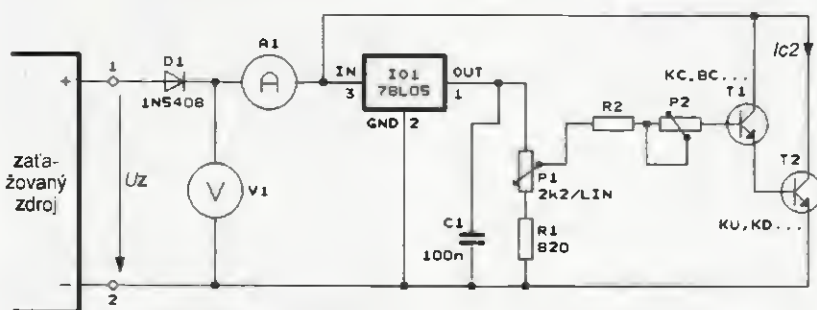 A1
Ic2
1
D1
IN
IO1
OUT
KC,BC...
+
A
3
78L05
1
R2
P2
T1
1N5408
GND 2
zaťa-
žovaný
zdroj
Uz
V
V1
P1
2k2/LIN
T2
C1
100n
R1
820
KU,KD...
-
2